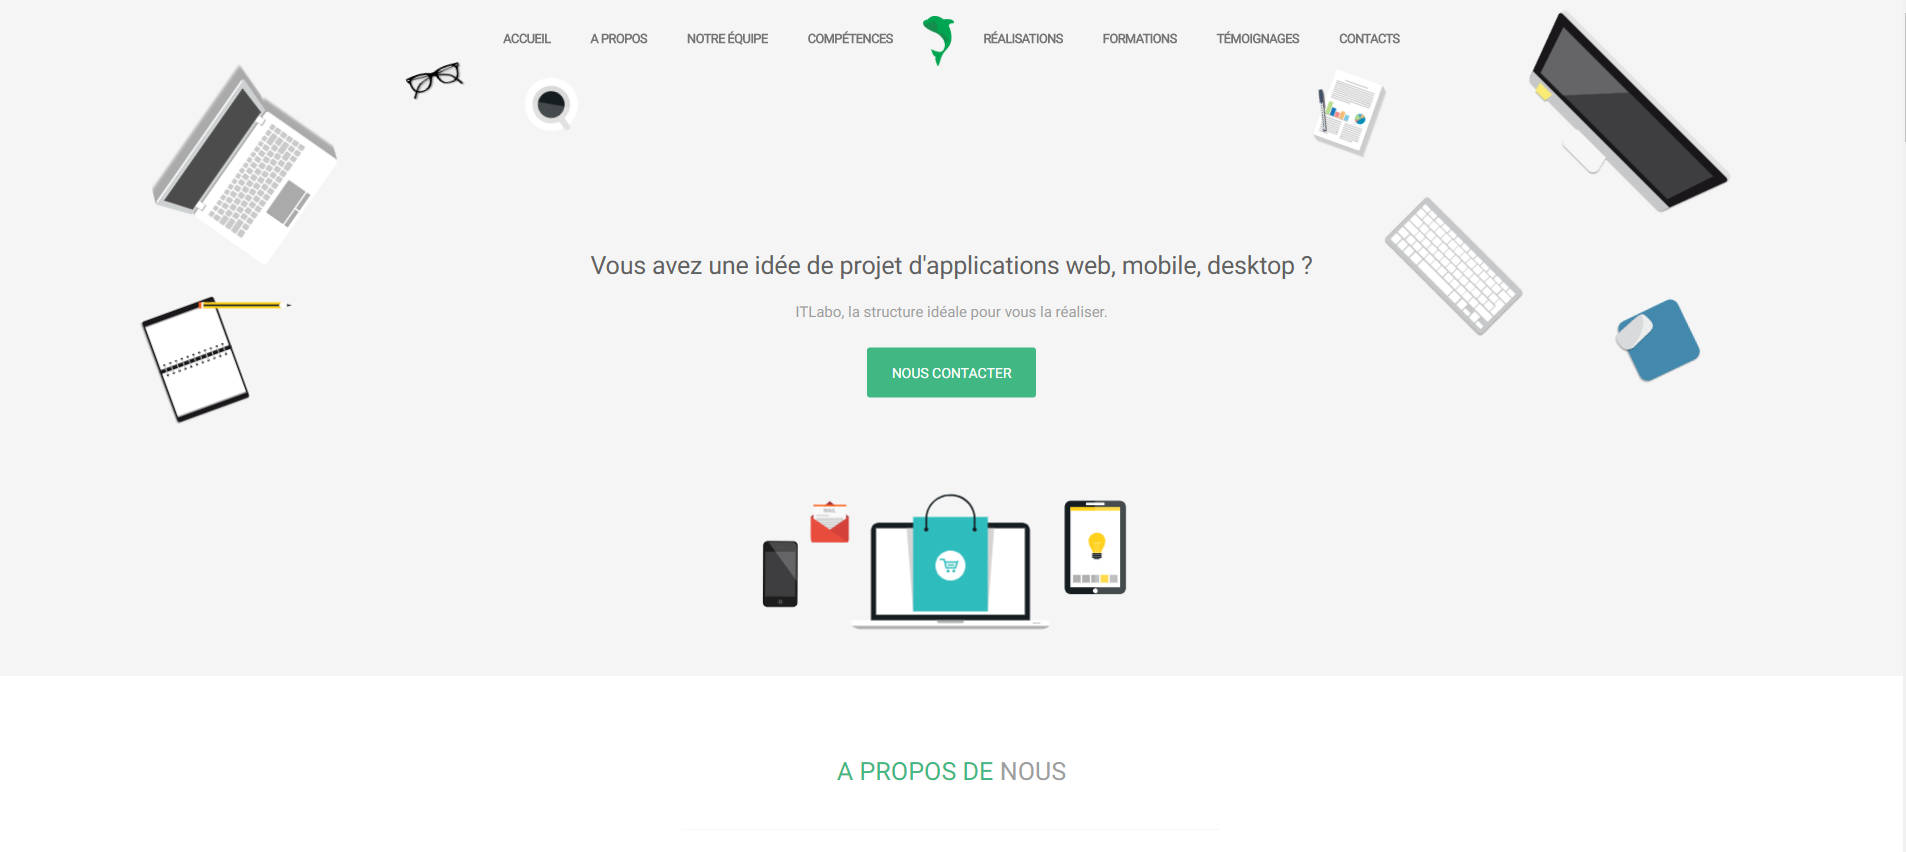 ACCUEIL A PROPOS NOTRE ÉQUIPE COMPÉTENCES RÉALISATIONS FORMATIONS TÉMOIGNAGES CONTACTS
Vous avez une idée de projet d'applications web, mobile, desktop ?
ITLabo, la structure idéale pour vous la réaliser.
NOUS CONTACTER
MAIL
A PROPOS DE NOUS